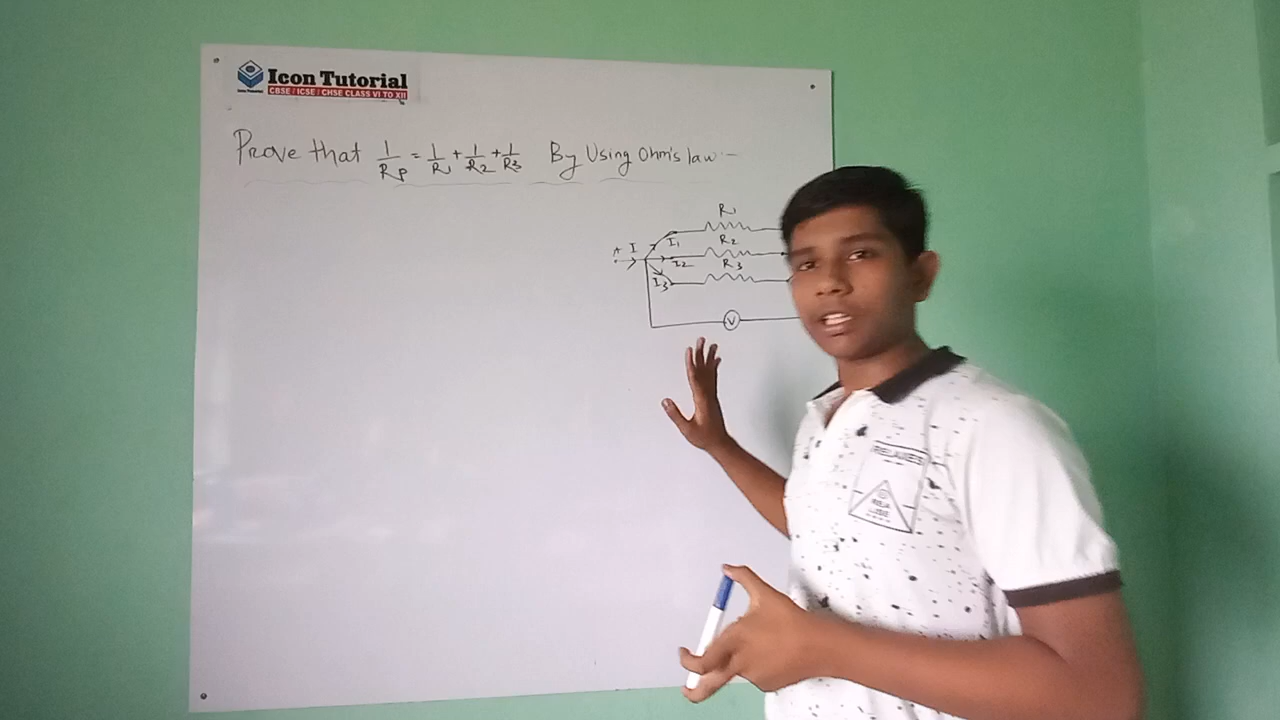 Icon Tutorial
CBSE / ICSE / CHSE CLASS VI TO XII
Prove that 1/Rp = 1/R1 + 1/R2 + 1/R3 By Using Ohm's law :-
R1
A I I1 R2
I2 R3
I3
V
RELAXES